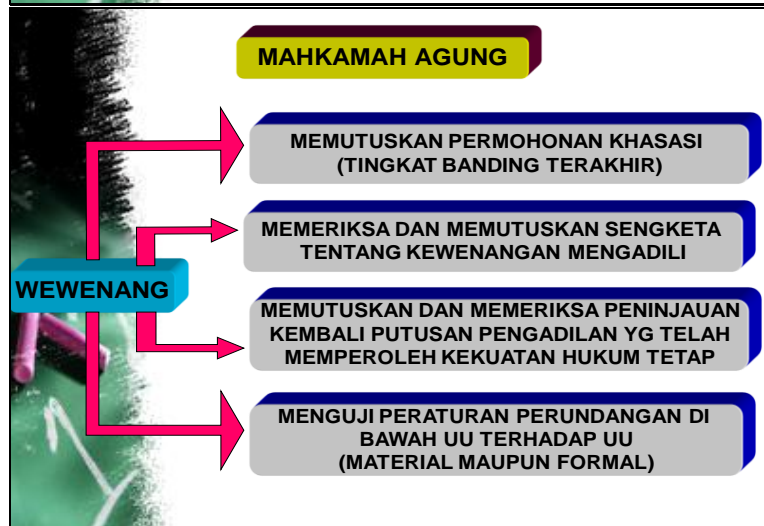 MAHKAMAH AGUNG
MEMUTUSKAN PERMOHONAN KHASASI
(TINGKAT BANDING TERAKHIR)
MEMERIKSA DAN MEMUTUSKAN SENGKETA
TENTANG KEWENANGAN MENGADILI
WEWENANG
MEMUTUSKAN DAN MEMERIKSA PENINJAUAN
KEMBALI PUTUSAN PENGADILAN YG TELAH
MEMPEROLEH KEKUATAN HUKUM TETAP
MENGUJI PERATURAN PERUNDANGAN DI
BAWAH UU TERHADAP UU
(MATERIAL MAUPUN FORMAL)